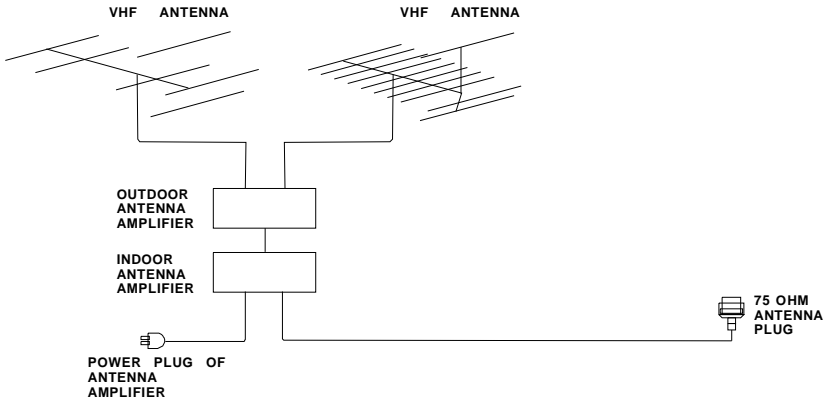 VHF ANTENNA
VHF ANTENNA
OUTDOOR
ANTENNA
AMPLIFIER
INDOOR
ANTENNA
AMPLIFIER
75 OHM
ANTENNA
PLUG
POWER PLUG OF
ANTENNA
AMPLIFIER